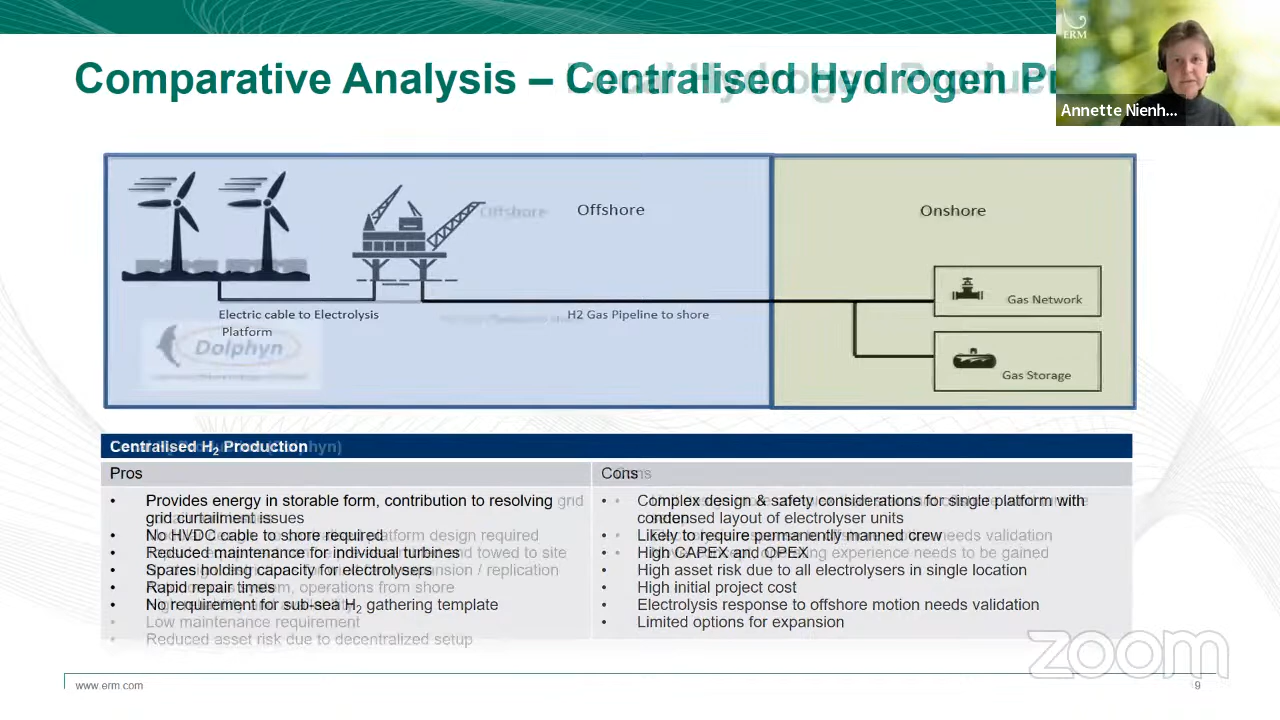 ERM
Annette Nienh...
Comparative Analysis – Centralised Hydrogen Pr
Offshore
Offshore
Onshore
Gas Network
Electric cable to Electrolysis
Platform
H2 Gas Pipeline to shore
Dolphyn
Gas Storage
Centralised H2 Production
Pros
Cons
• Provides energy in storable form, contribution to resolving grid
grid curtailment issues
• No HVDC cable to shore required
• Reduce maintenance for individual turbines
• Spares holding capacity for electrolysers
• Rapid repair times
• No requirement for sub-sea H2 gathering template
Low maintenance requirement
Reduced asset risk due to decentralized setup
• Complex design & safety considerations for single platform with
condensed layout of electrolyser units
• Likely to require permanently manned crew
• High CAPEX and OPEX
• High asset risk due to all electrolysers in single location
• High initial project cost
• Electrolysis response to offshore motion needs validation
• Limited options for expansion
zoom
www.erm.com
9